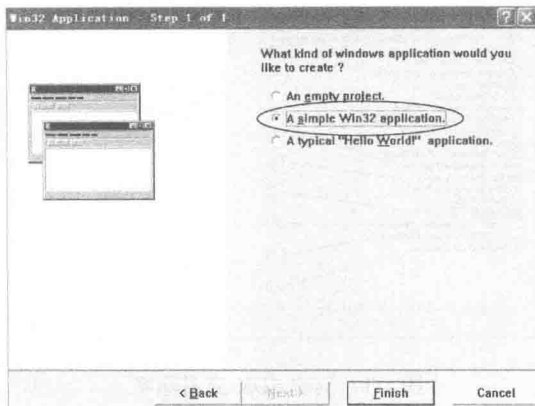 Win32 Application - Step 1 of 1
What kind of windows application would you
like to create ?
An empty project.
A simple Win32 application.
A typical "Hello World!" application.
< Back
Next >
Finish
Cancel